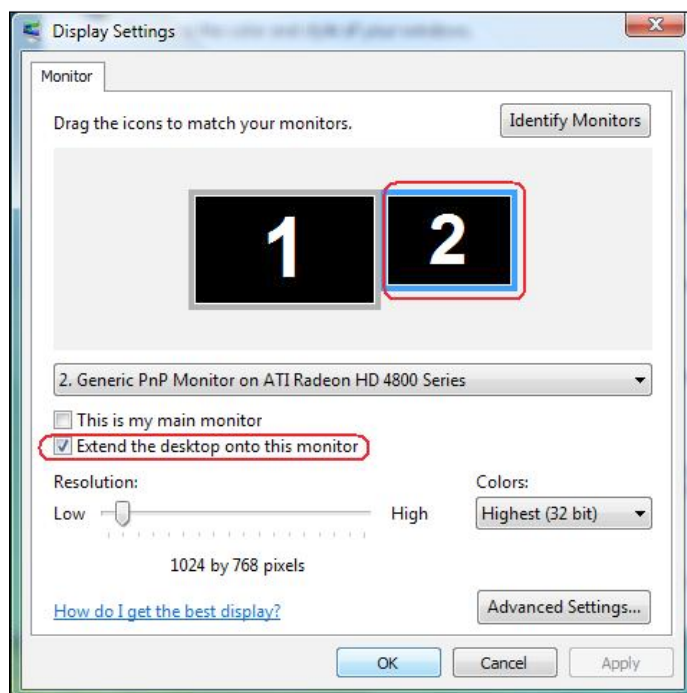 Display Settings
Monitor
Drag the icons to match your monitors.
Identify Monitors
1
2
2. Generic PnP Monitor on ATI Radeon HD 4800 Series
This is my main monitor
Extend the desktop onto this monitor
Resolution:
Colors:
Low
High
Highest (32 bit)
1024 by 768 pixels
How do I get the best display?
Advanced Settings...
OK
Cancel
Apply